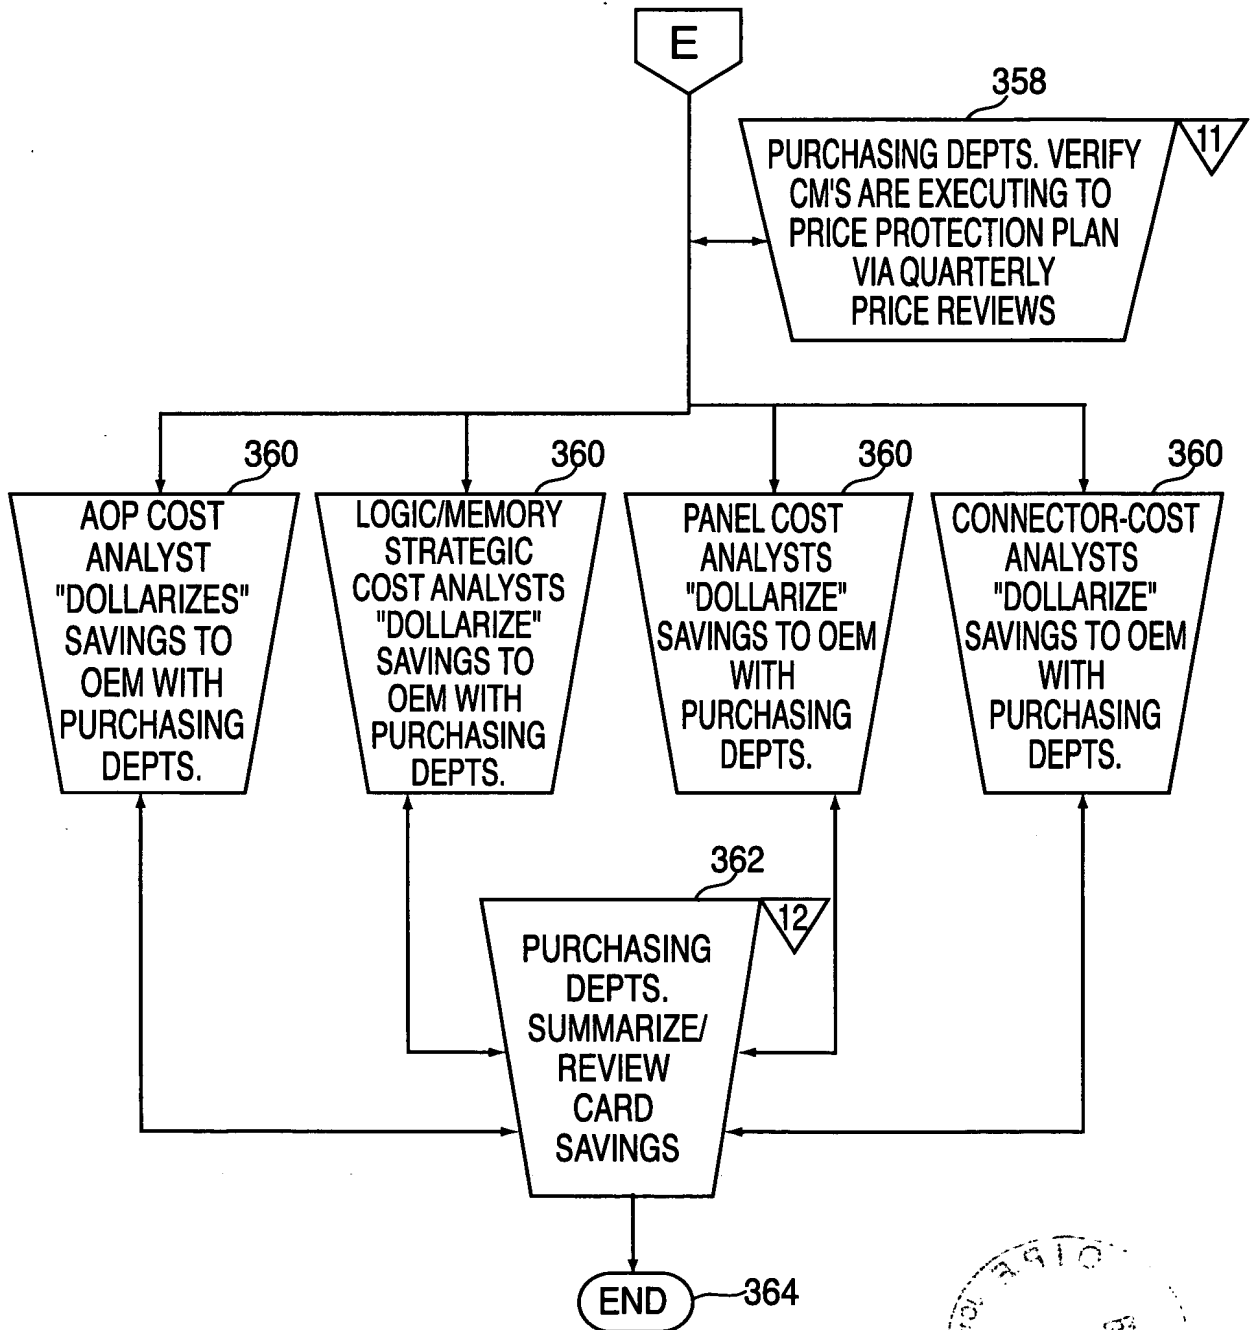 E
358
11
PURCHASING DEPTS. VERIFY
CM'S ARE EXECUTING TO
PRICE PROTECTION PLAN
VIA QUARTERLY
PRICE REVIEWS
360
AOP COST
ANALYST
"DOLLARIZES"
SAVINGS TO
OEM WITH
PURCHASING
DEPTS.
360
LOGIC/MEMORY
STRATEGIC
COST ANALYSTS
"DOLLARIZE"
SAVINGS TO
OEM WITH
PURCHASING
DEPTS.
360
PANEL COST
ANALYSTS
"DOLLARIZE"
SAVINGS TO OEM
WITH
PURCHASING
DEPTS.
360
CONNECTOR-COST
ANALYSTS
"DOLLARIZE"
SAVINGS TO OEM
WITH
PURCHASING
DEPTS.
362
12
PURCHASING
DEPTS.
SUMMARIZE/
REVIEW
CARD
SAVINGS
END
364
OIPE